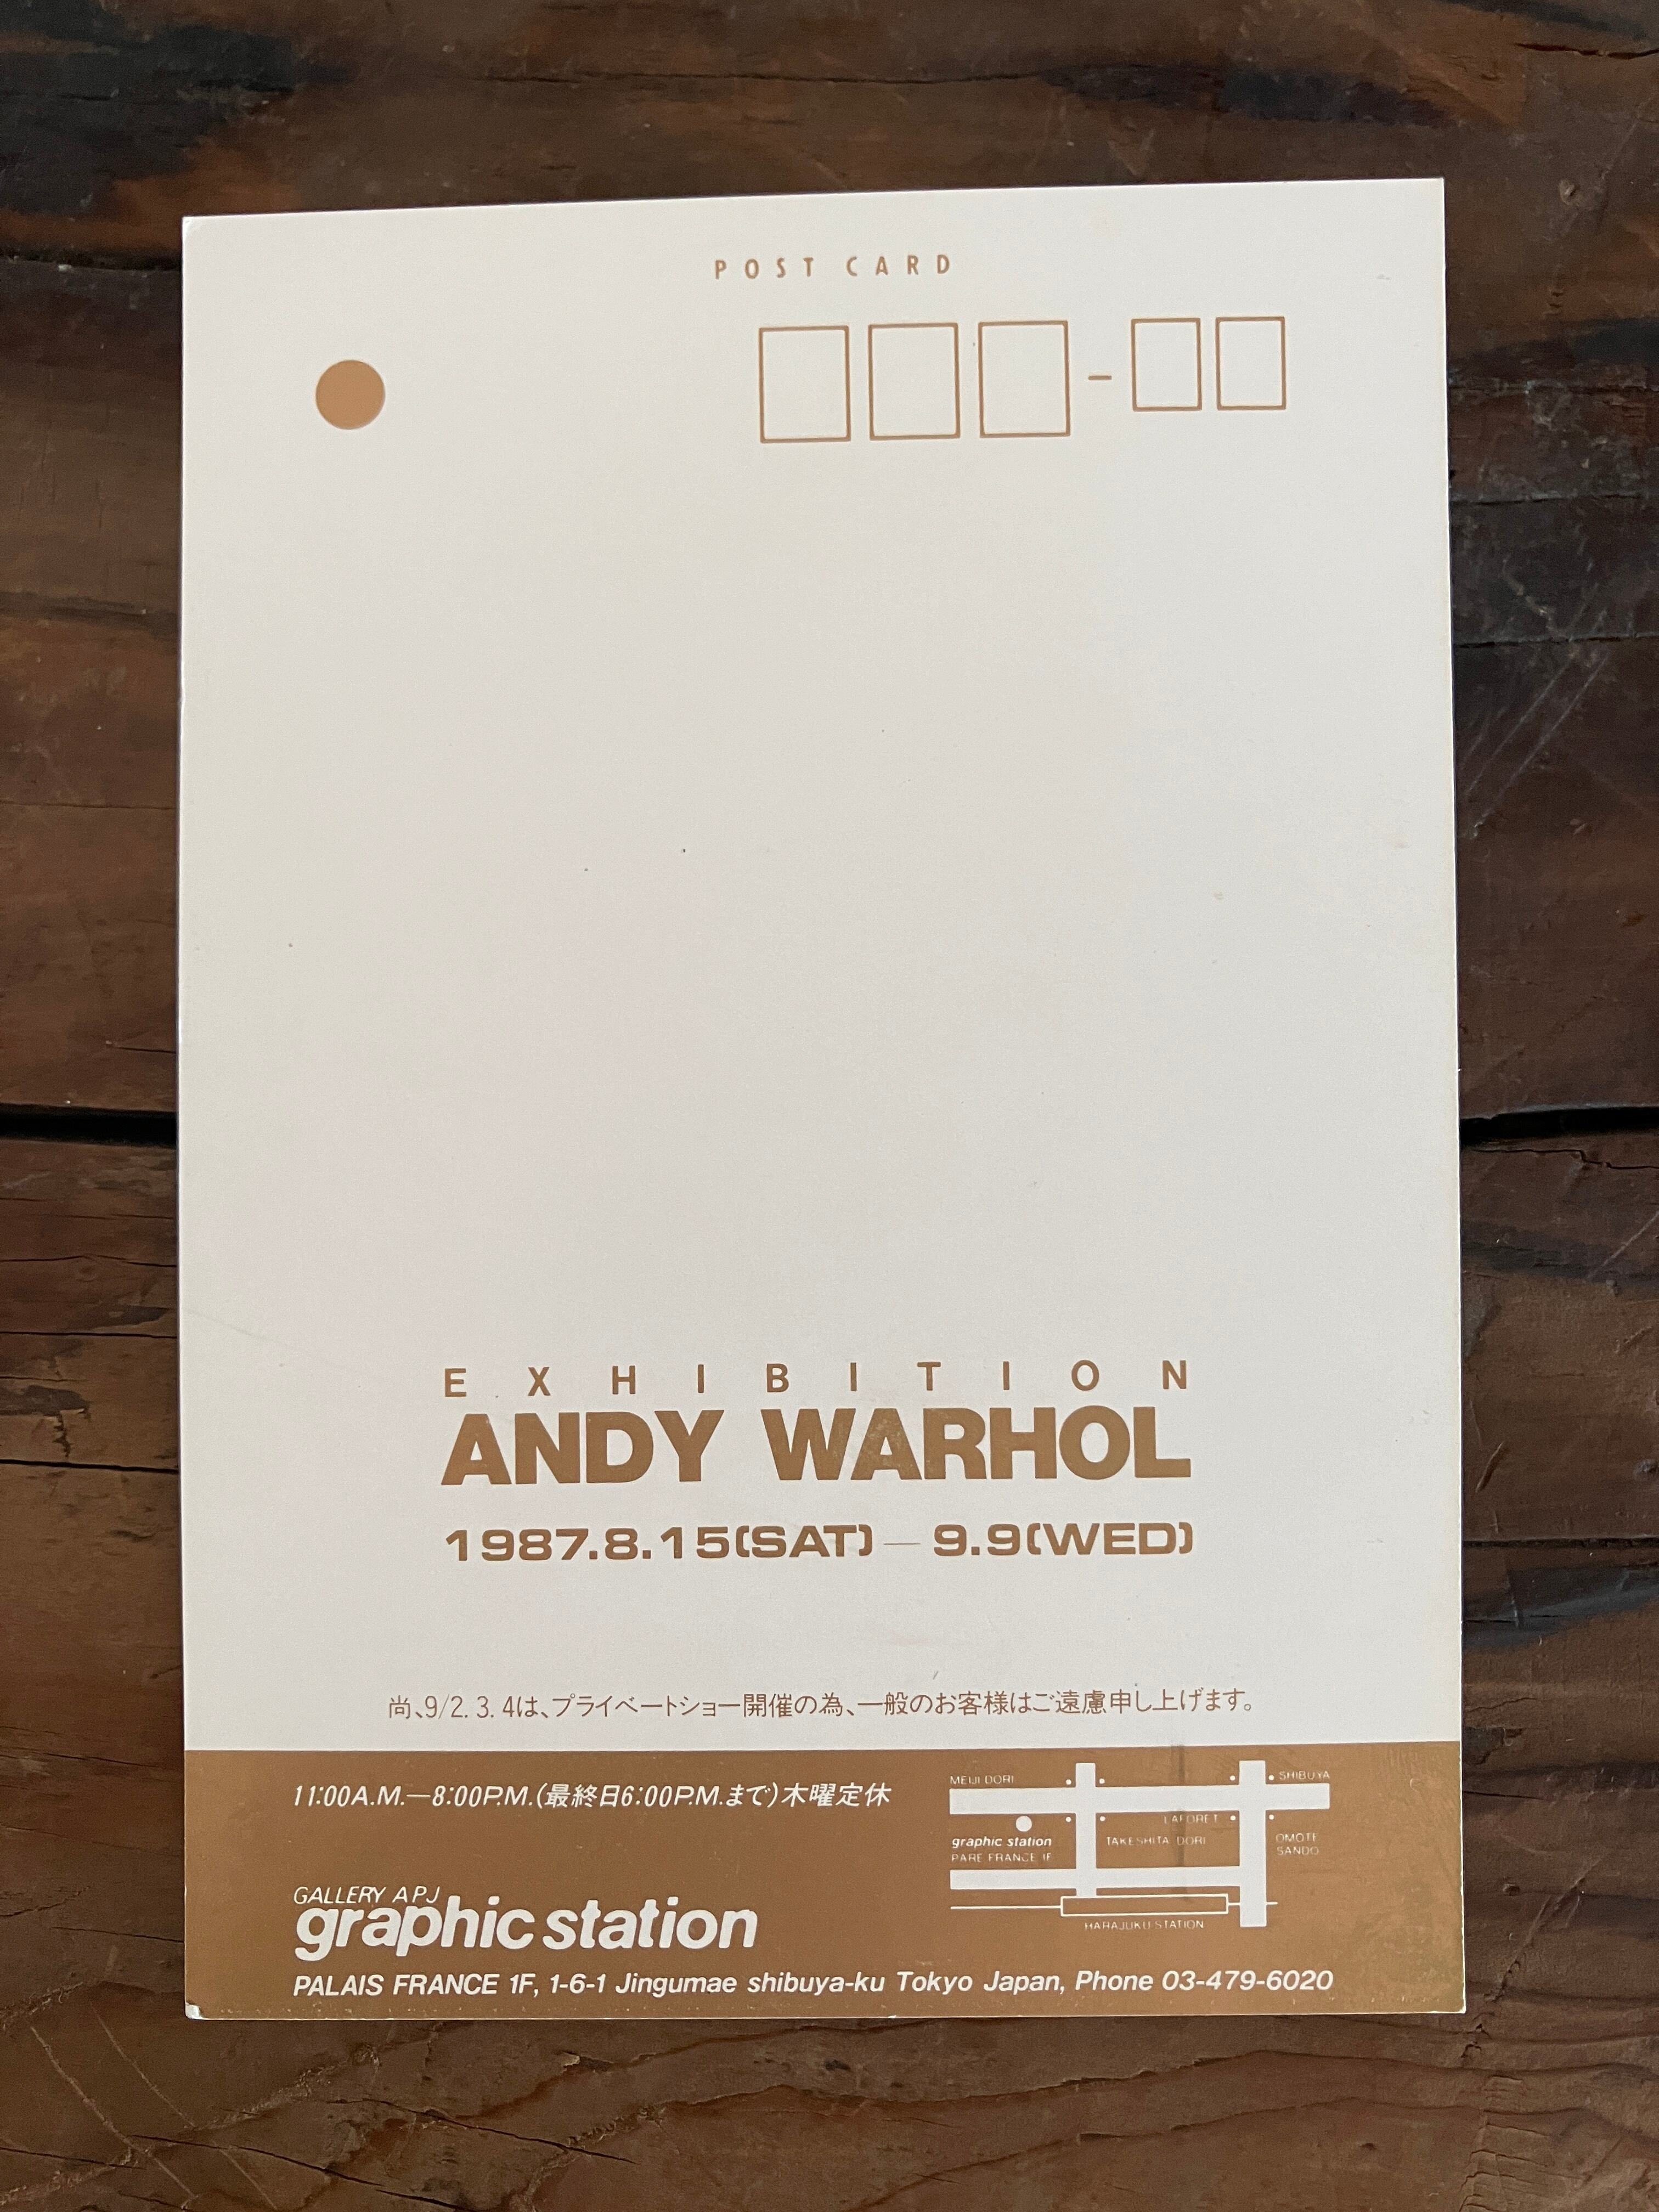 POST CARD
-
EXHIBITION
ANDY WARHOL
1987.8.15(SAT)—9.9(WED)
尚、9/2.3.4は、プライベートショー開催の為、一般のお客様はご遠慮申し上げます。
11:00A.M.—8:00P.M.(最終日6:00P.M.まで)木曜定休
MEIJI DORI
SHIBUYA
LAFORET
graphic station
TAKESHITA DORI
OMOTE
SANDO
PARE FRANCE 1F
HARAJUKU STATION
GALLERY APJ
graphic station
PALAIS FRANCE 1F, 1-6-1 Jingumae shibuya-ku Tokyo Japan, Phone 03-479-6020